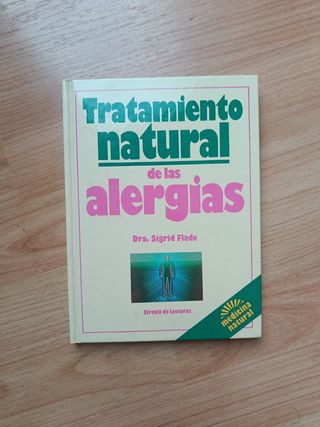 Tratamiento
natural
de las
alergias
Dra. Sigrid Flade
Círculo de Lectores
medicina
natural